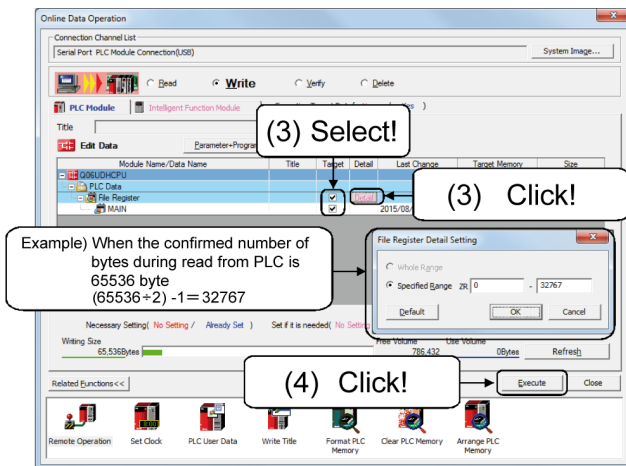 Online Data Operation
Connection Channel List
Serial Port PLC Module Connection(USB)
System Image...
Read
Write
Verify
Delete
PLC Module
Intelligent Function Module
Title
Edit Data
Parameter+Program
(3) Select!
Module Name/Data Name
Title
Target
Detail
Last Change
Target Memory
Size
Q06UDHCPU
PLC Data
File Register
Detail
MAIN
2015/08/
(3) Click!
Example) When the confirmed number of
bytes during read from PLC is
65536 byte
(65536÷2) -1＝32767
File Register Detail Setting
Whole Range
Specified Range ZR 0 - 32767
Default
OK
Cancel
Necessary Setting( No Setting / Already Set )
Set if it is needed( No Setting
Writing Size
65,536Bytes
Free Volume
786,432
Use Volume
0Bytes
Refresh
Related Functions<<
(4) Click!
Execute
Close
Remote Operation
Set Clock
PLC User Data
Write Title
Format PLC
Memory
Clear PLC Memory
Arrange PLC
Memory